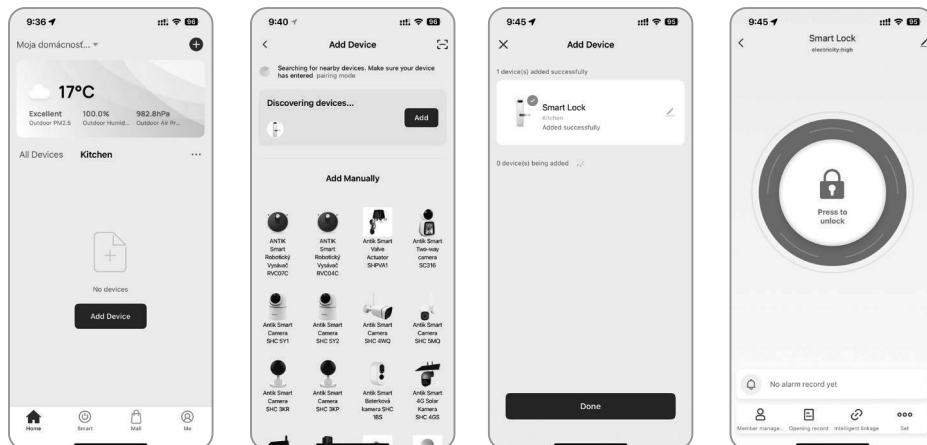 9:36
96
Moja domácnosť...
17°C
Excellent
100.0%
982.8hPa
Outdoor PM2.5
Outdoor Humid...
Outdoor Air Pr...
All Devices
Kitchen
No devices
Add Device
Home
Smart
Mall
Me
9:40
96
Add Device
Searching for nearby devices. Make sure your device
has entered pairing mode
Discovering devices...
Add
Add Manually
ANTIK
Smart
Robotický
Vysávač
RVC07C
ANTIK
Smart
Robotický
Vysávač
RVC04C
Antik Smart
Valve
Actuator
SHPVA1
Antik Smart
Two-way
camera
SC316
Antik Smart
Camera
SHC 5Y1
Antik Smart
Camera
SHC 5Y2
Antik Smart
Camera
SHC 4WQ
Antik Smart
Camera
SHC 5MQ
Antik Smart
Camera
SHC 3KR
Antik Smart
Camera
SHC 3KP
Antik Smart
Baterková
kamera SHC
1BS
Antik Smart
4G Solar
Kamera
SHC 4GS
9:45
95
Add Device
1 device(s) added successfully
Smart Lock
Kitchen
Added successfully
0 device(s) being added
Done
9:45
95
Smart Lock
electricity:high
Press to
unlock
No alarm record yet
Member manage...
Opening record
Intelligent linkage
Set